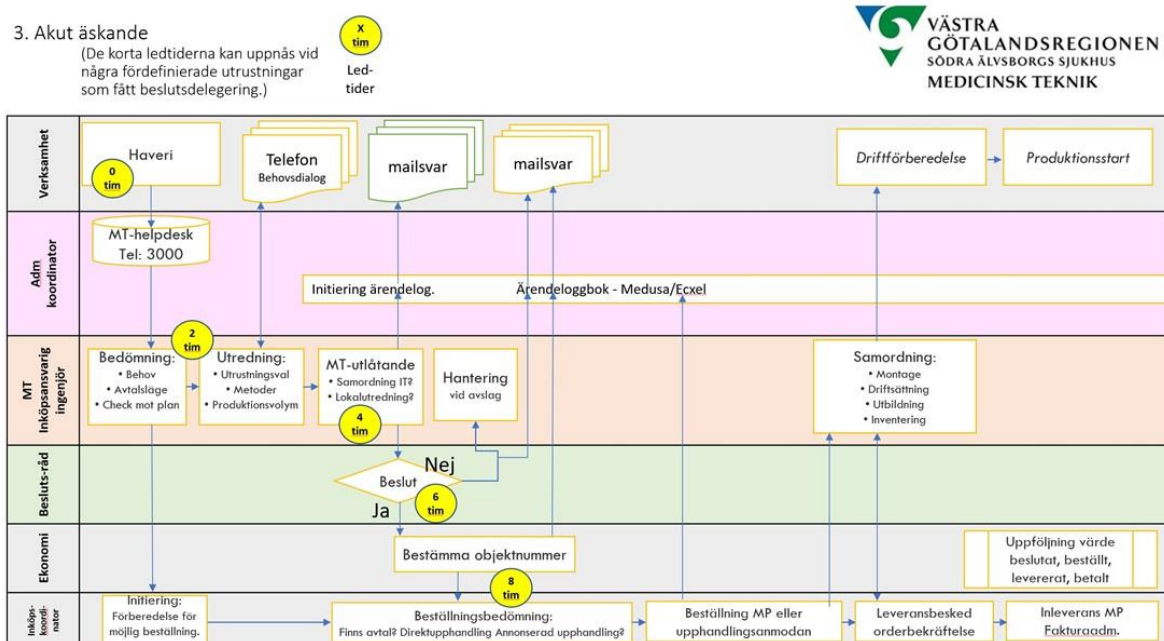 3. Akut äskande
(De korta ledtiderna kan uppnås vid
några fördefinierade utrustningar
som fått beslutsdelegering.)
X
tim
Led-
tider
VÄSTRA
GÖTALANDSREGIONEN
SÖDRA ÄLVSBORGS SJUKHUS
MEDICINSK TEKNIK
Verksamhet
Haveri
0
tim
Telefon
Behovsdialog
mailsvar
mailsvar
Driftförberedelse
Produktionsstart
Adm
koordinator
MT-helpdesk
Tel: 3000
Initiering ärendelog.
Ärendeloggbok - Medusa/Ecxel
MT
Inköpsansvarig
ingenjör
2
tim
Bedömning:
• Behov
• Avtalsläge
• Check mot plan
Utredning:
• Utrustningsval
• Metoder
• Produktionsvolym
MT-utlåtande
• Samordning IT?
• Lokalutredning?
4
tim
Hantering
vid avslag
Samordning:
• Montage
• Driftsättning
• Utbildning
• Inventering
Besluts-råd
Beslut
Nej
Ja
6
tim
Ekonomi
Bestämma objektnummer
8
tim
Uppföljning värde
beslutat, beställt,
levererat, betalt
Inköps-
koordi-
nator
Initiering:
Förberedelse för
möjlig beställning.
Beställningsbedömning:
Finns avtal? Direktupphandling Annonserad upphandling?
Beställning MP eller
upphandlingsanmodan
Leveransbesked
orderbekräftelse
Inleverans MP
Fakturaadm.